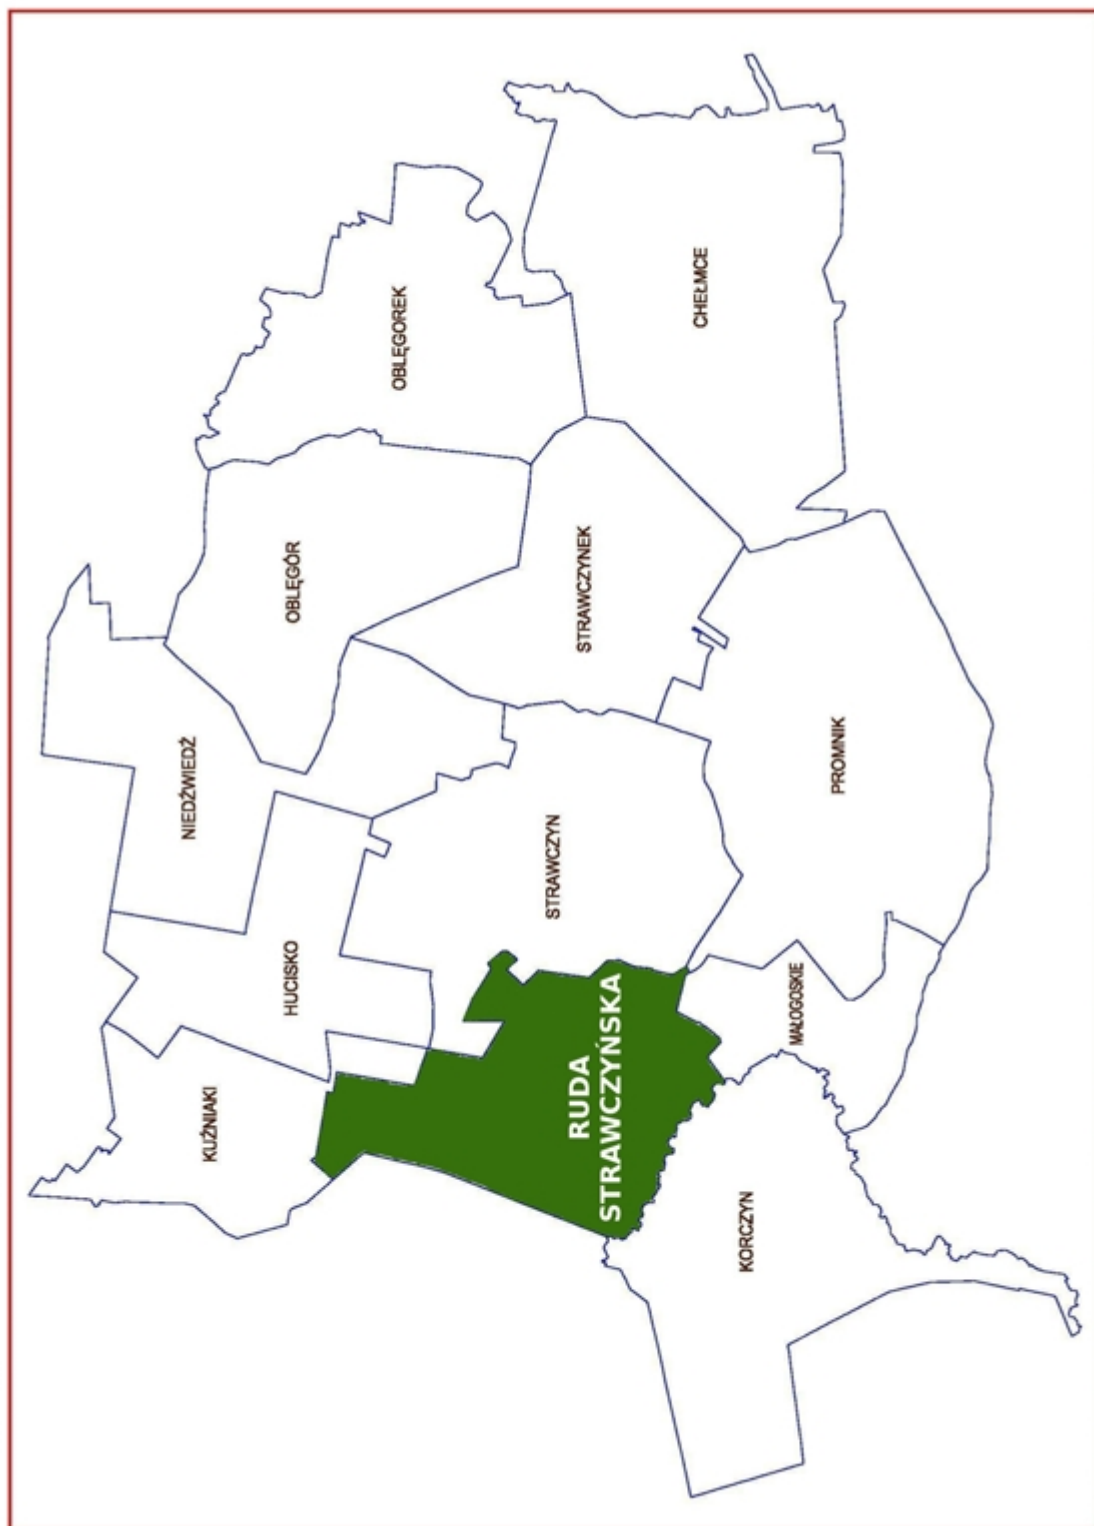 NIEDŹWIEDŹ
KUŹNIAKI
HUCISKO
OBLĘGÓR
OBLĘGOREK
STRAWCZYN
STRAWCZYNEK
RUDA
STRAWCZYŃSKA
CHEŁMCE
KORCZYN
MAŁOGOSKIE
PROMNIK